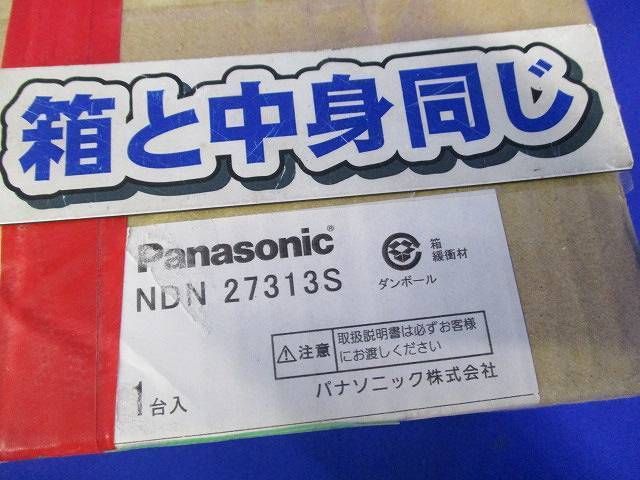 箱と中身同じ
Panasonic®
NDN 27313S
箱
緩衝材
ダンボール
注意
取扱説明書は必ずお客様
にお渡しください
パナソニック株式会社
1台入